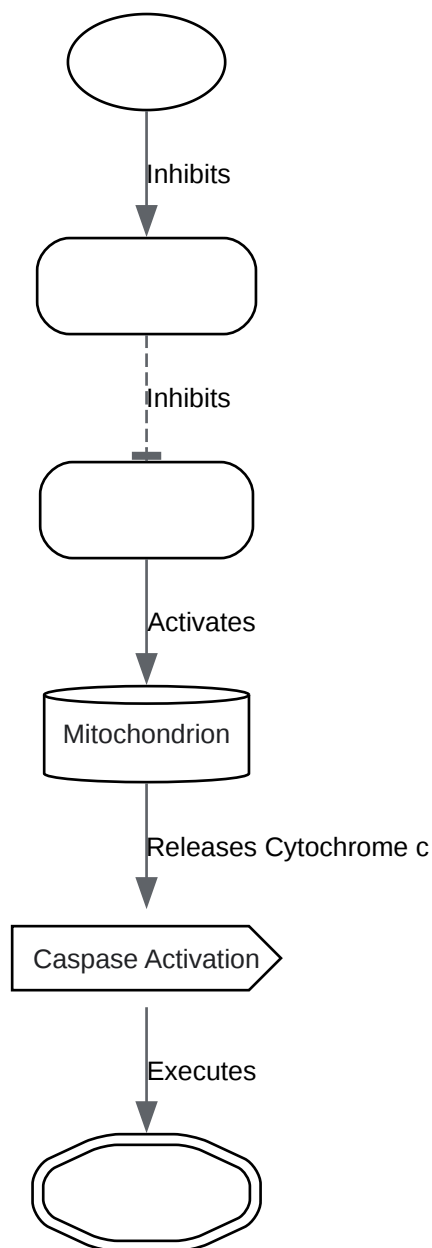 Inhibits
Inhibits
Activates
Mitochondrion
Releases Cytochrome c
Caspase Activation
Executes